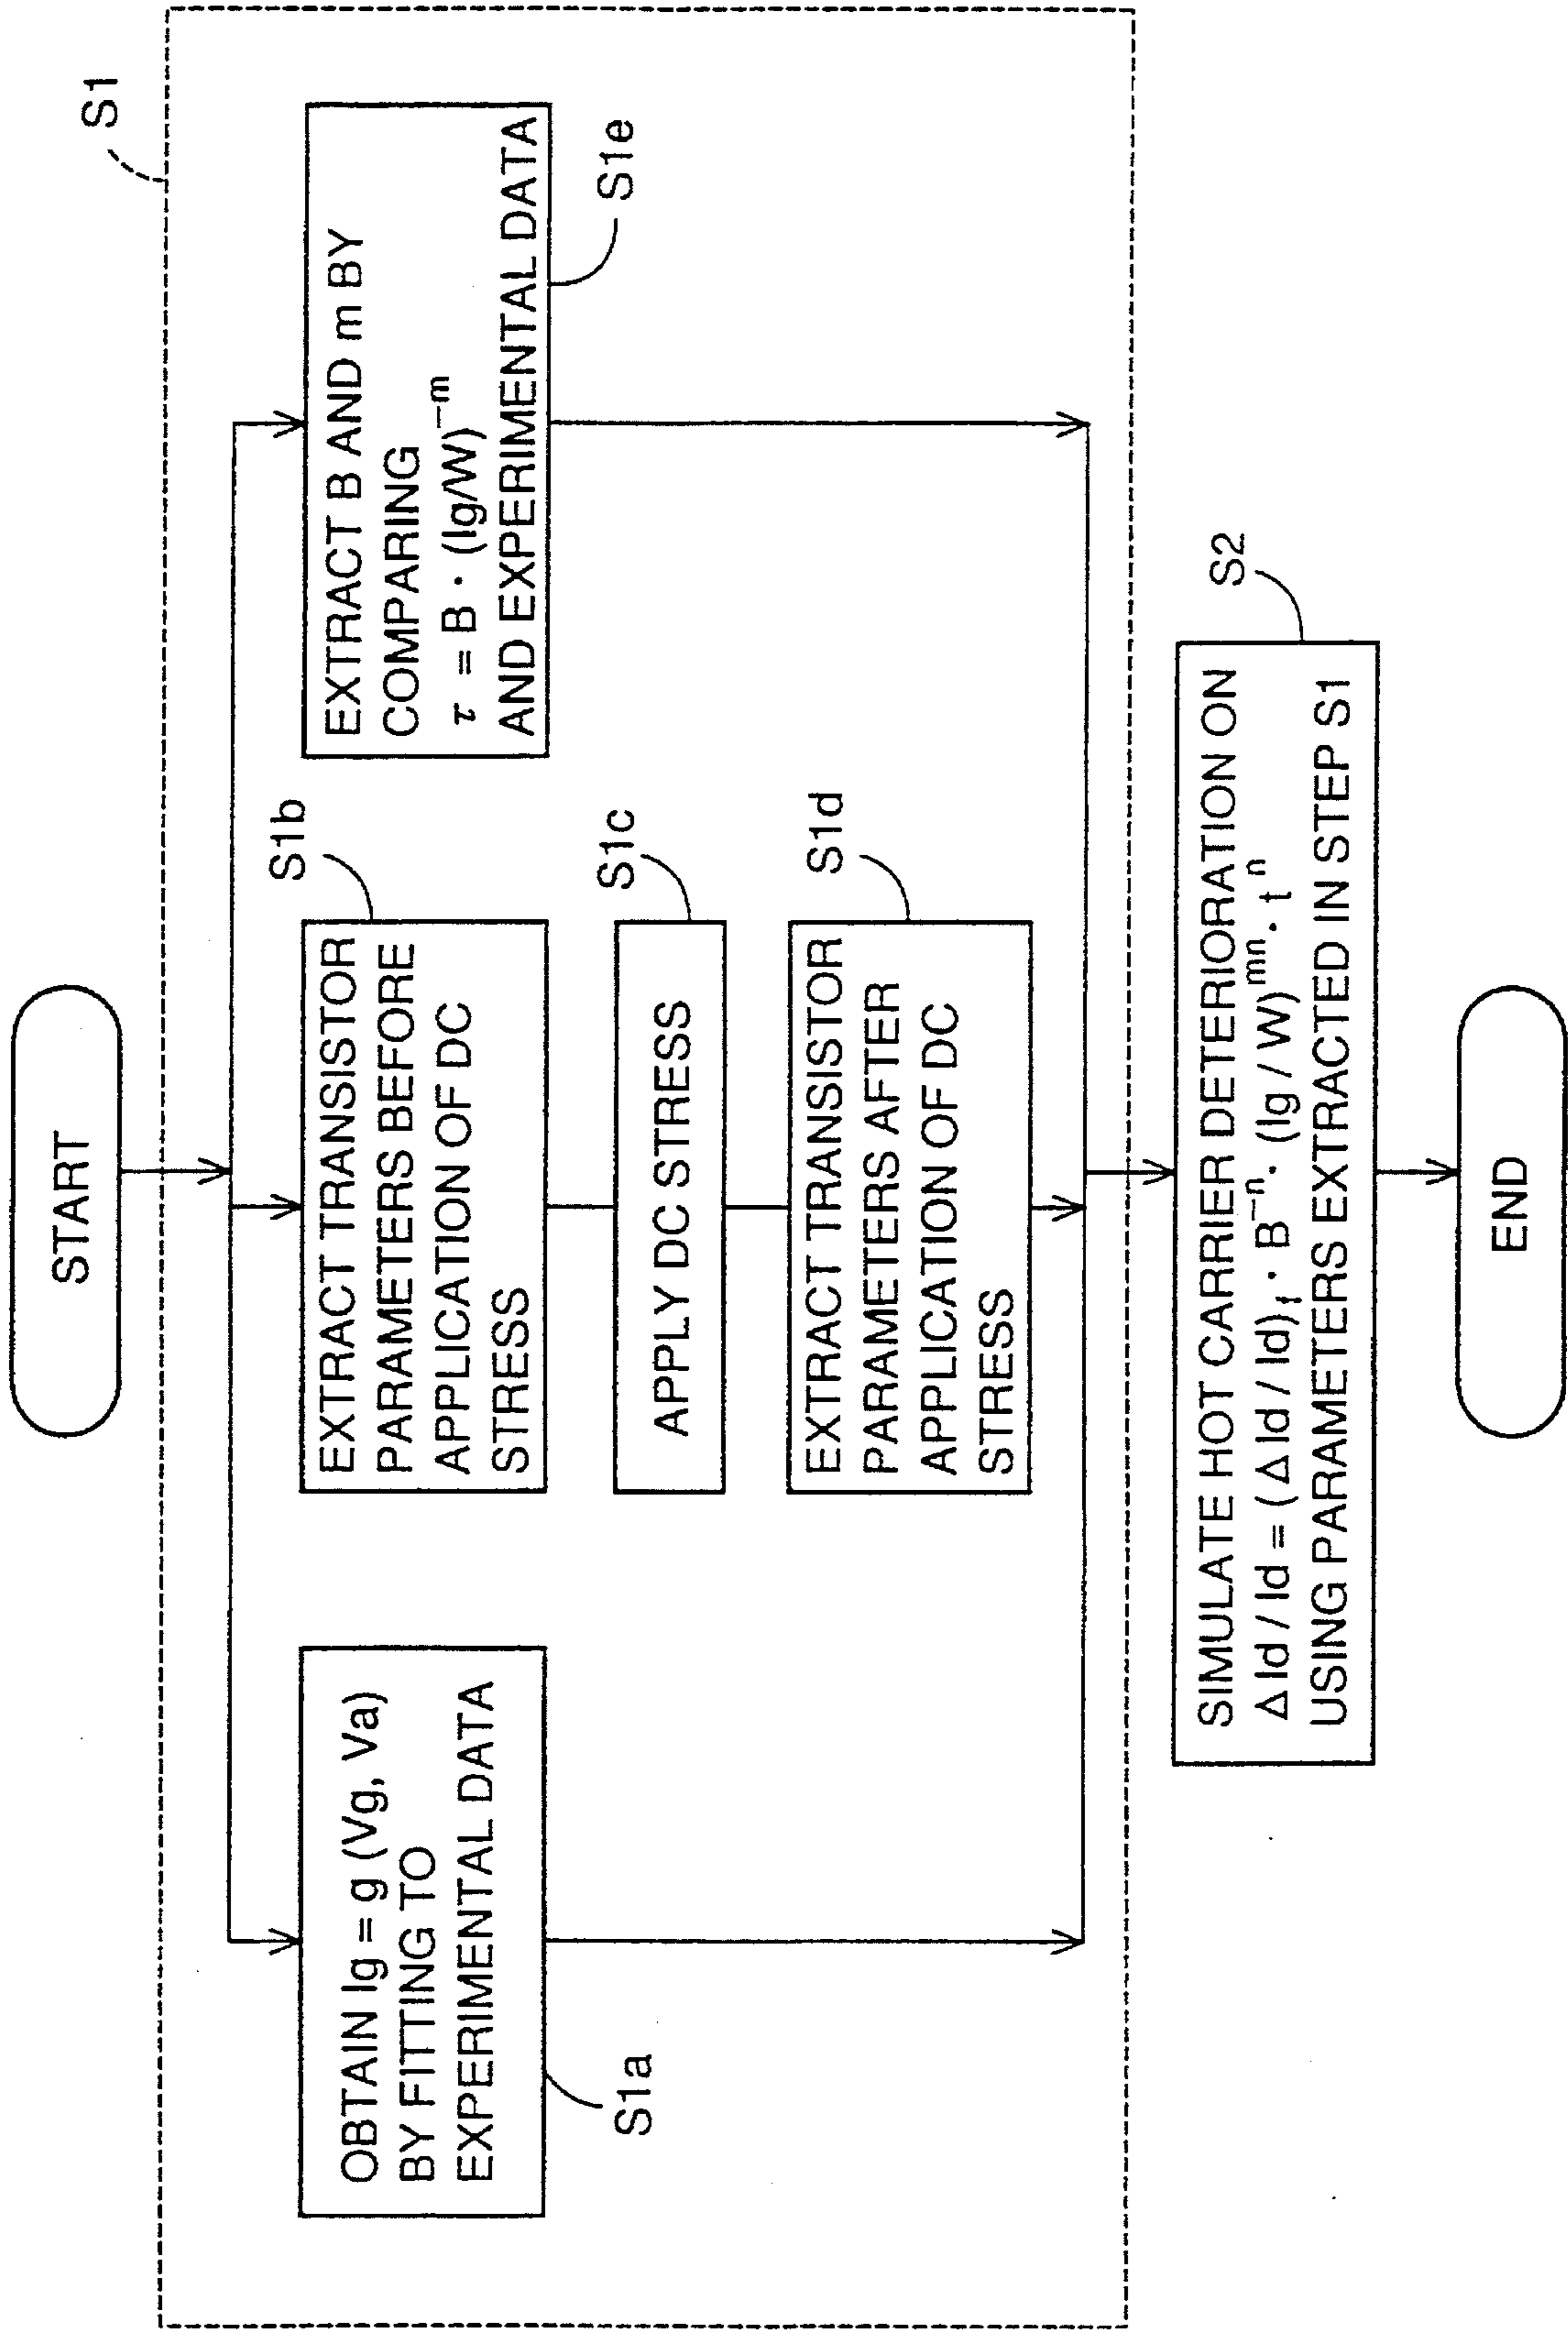 START
S1
OBTAIN Ig = g (Vg, Va)
BY FITTING TO
EXPERIMENTAL DATA
S1a
EXTRACT TRANSISTOR
PARAMETERS BEFORE
APPLICATION OF DC
STRESS
S1b
APPLY DC STRESS
S1c
EXTRACT TRANSISTOR
PARAMETERS AFTER
APPLICATION OF DC
STRESS
S1d
EXTRACT B AND m BY
COMPARING
τ = B · (Ig/W)^-m
AND EXPERIMENTAL DATA
S1e
SIMULATE HOT CARRIER DETERIORATION ON
Δ Id / Id = (Δ Id / Id)f · B^-n · (Ig / W)^mn · t^n
USING PARAMETERS EXTRACTED IN STEP S1
S2
END